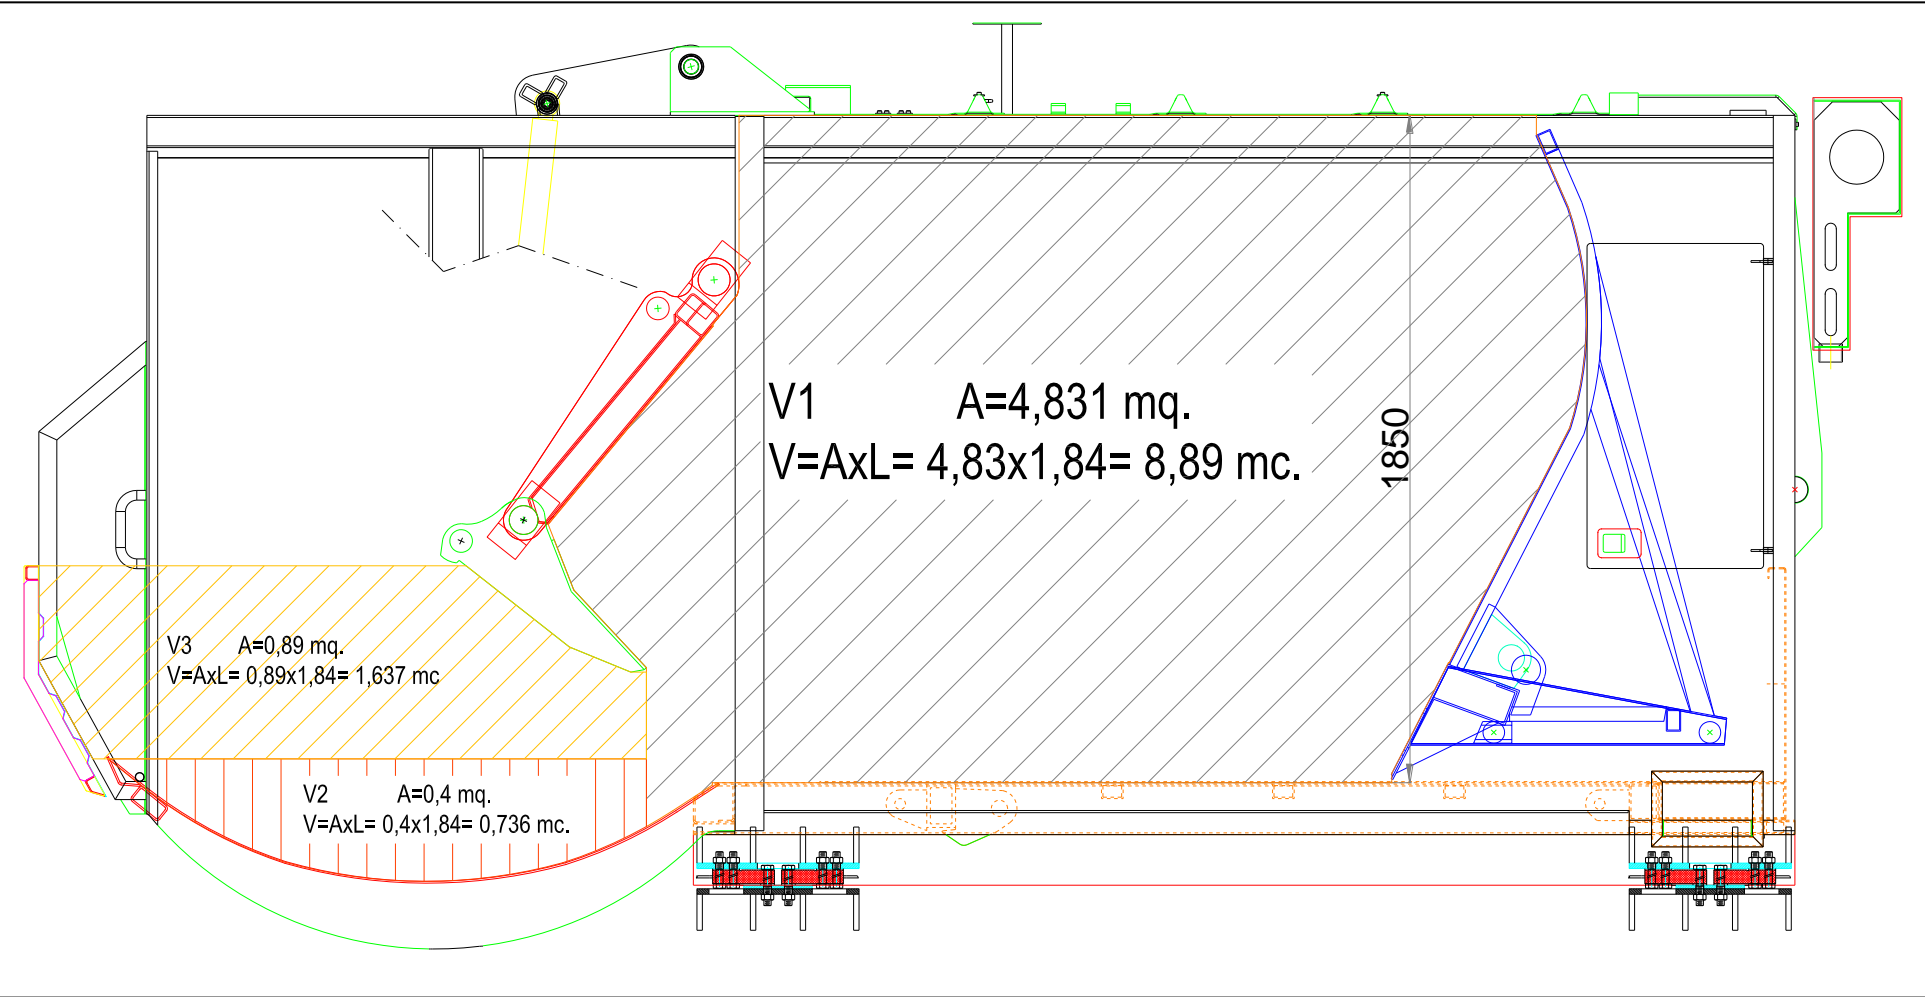 V1 A=4,831 mq.
V=AxL= 4,83x1,84= 8,89 mc.
1850
V3 A=0,89 mq.
V=AxL= 0,89x1,84= 1,637 mc
V2 A=0,4 mq.
V=AxL= 0,4x1,84= 0,736 mc.